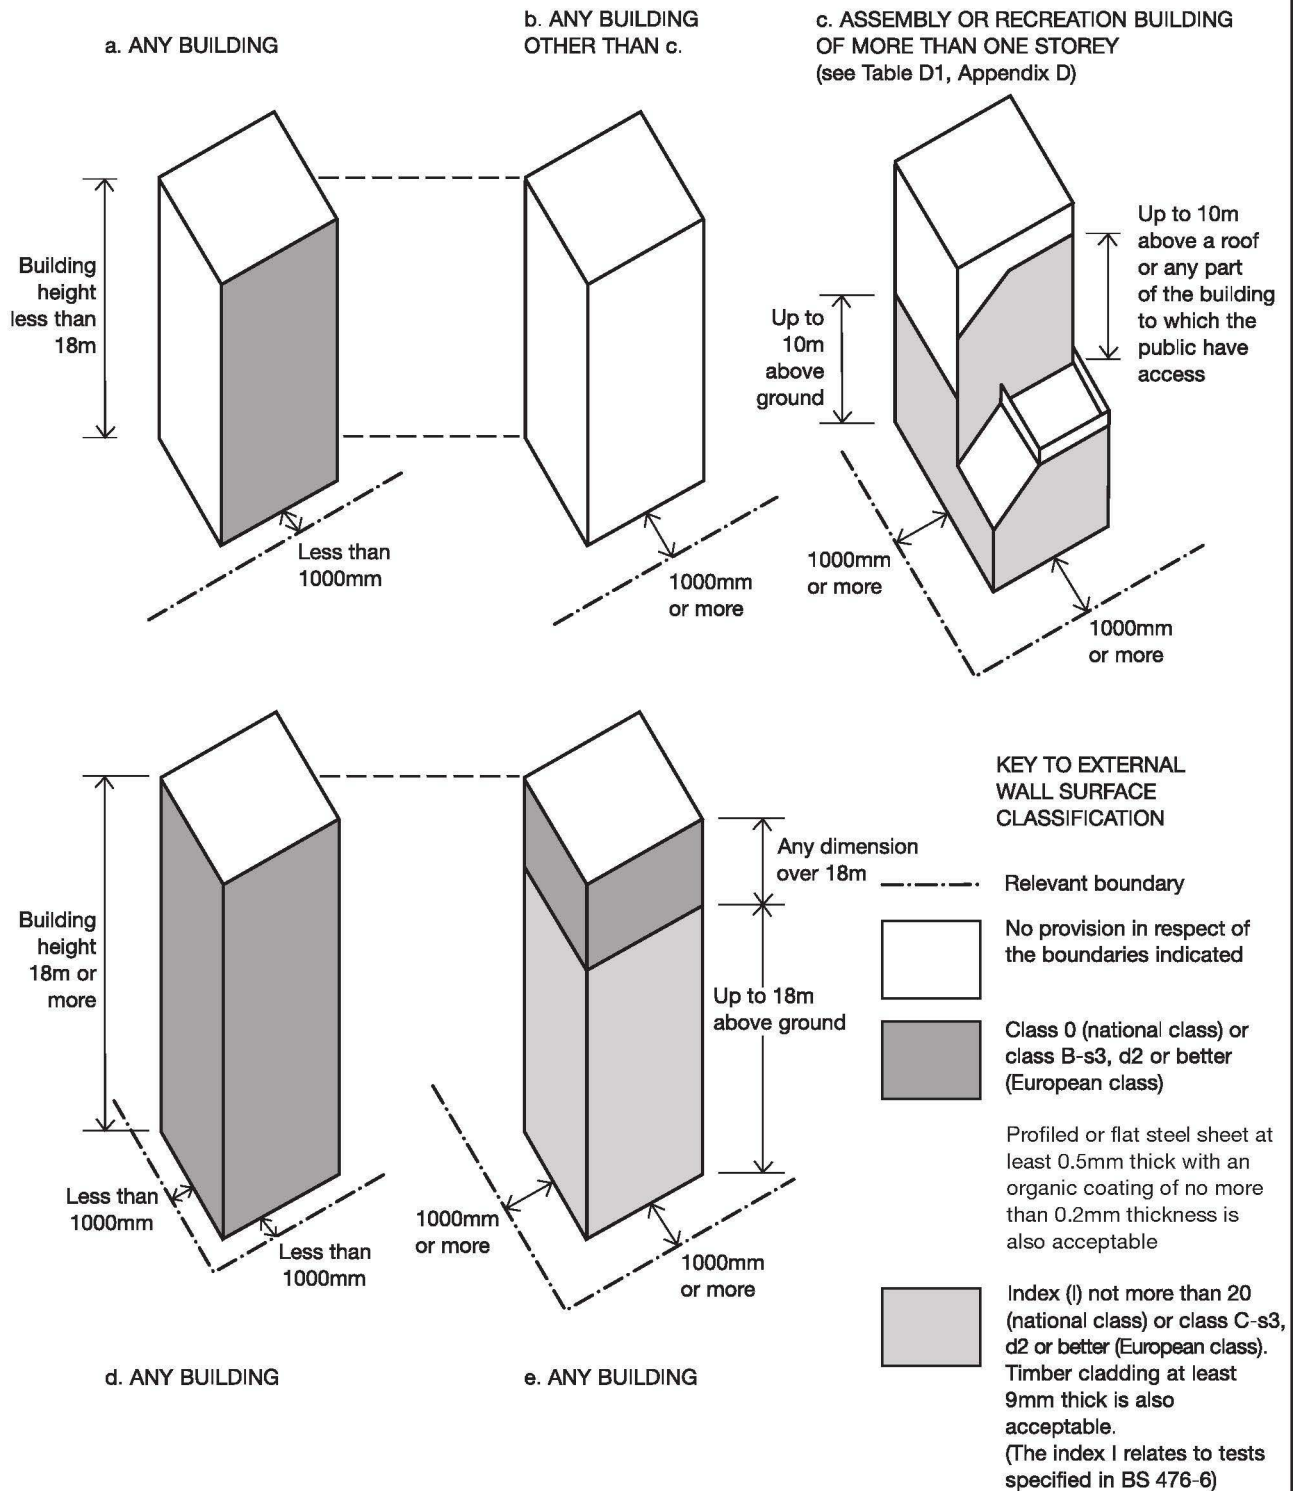 a. ANY BUILDING
b. ANY BUILDING
OTHER THAN c.
c. ASSEMBLY OR RECREATION BUILDING
OF MORE THAN ONE STOREY
(see Table D1, Appendix D)
Building
height
less than
18m
Less than
1000mm
1000mm
or more
Up to
10m
above
ground
Up to 10m
above a roof
or any part
of the building
to which the
public have
access
1000mm
or more
1000mm
or more
Building
height
18m or
more
Less than
1000mm
Less than
1000mm
d. ANY BUILDING
Any dimension
over 18m
Up to 18m
above ground
1000mm
or more
1000mm
or more
e. ANY BUILDING
KEY TO EXTERNAL
WALL SURFACE
CLASSIFICATION
Relevant boundary
No provision in respect of
the boundaries indicated
Class 0 (national class) or
class B-s3, d2 or better
(European class)
Profiled or flat steel sheet at
least 0.5mm thick with an
organic coating of no more
than 0.2mm thickness is
also acceptable
Index (I) not more than 20
(national class) or class C-s3,
d2 or better (European class).
Timber cladding at least
9mm thick is also
acceptable.
(The index I relates to tests
specified in BS 476-6)